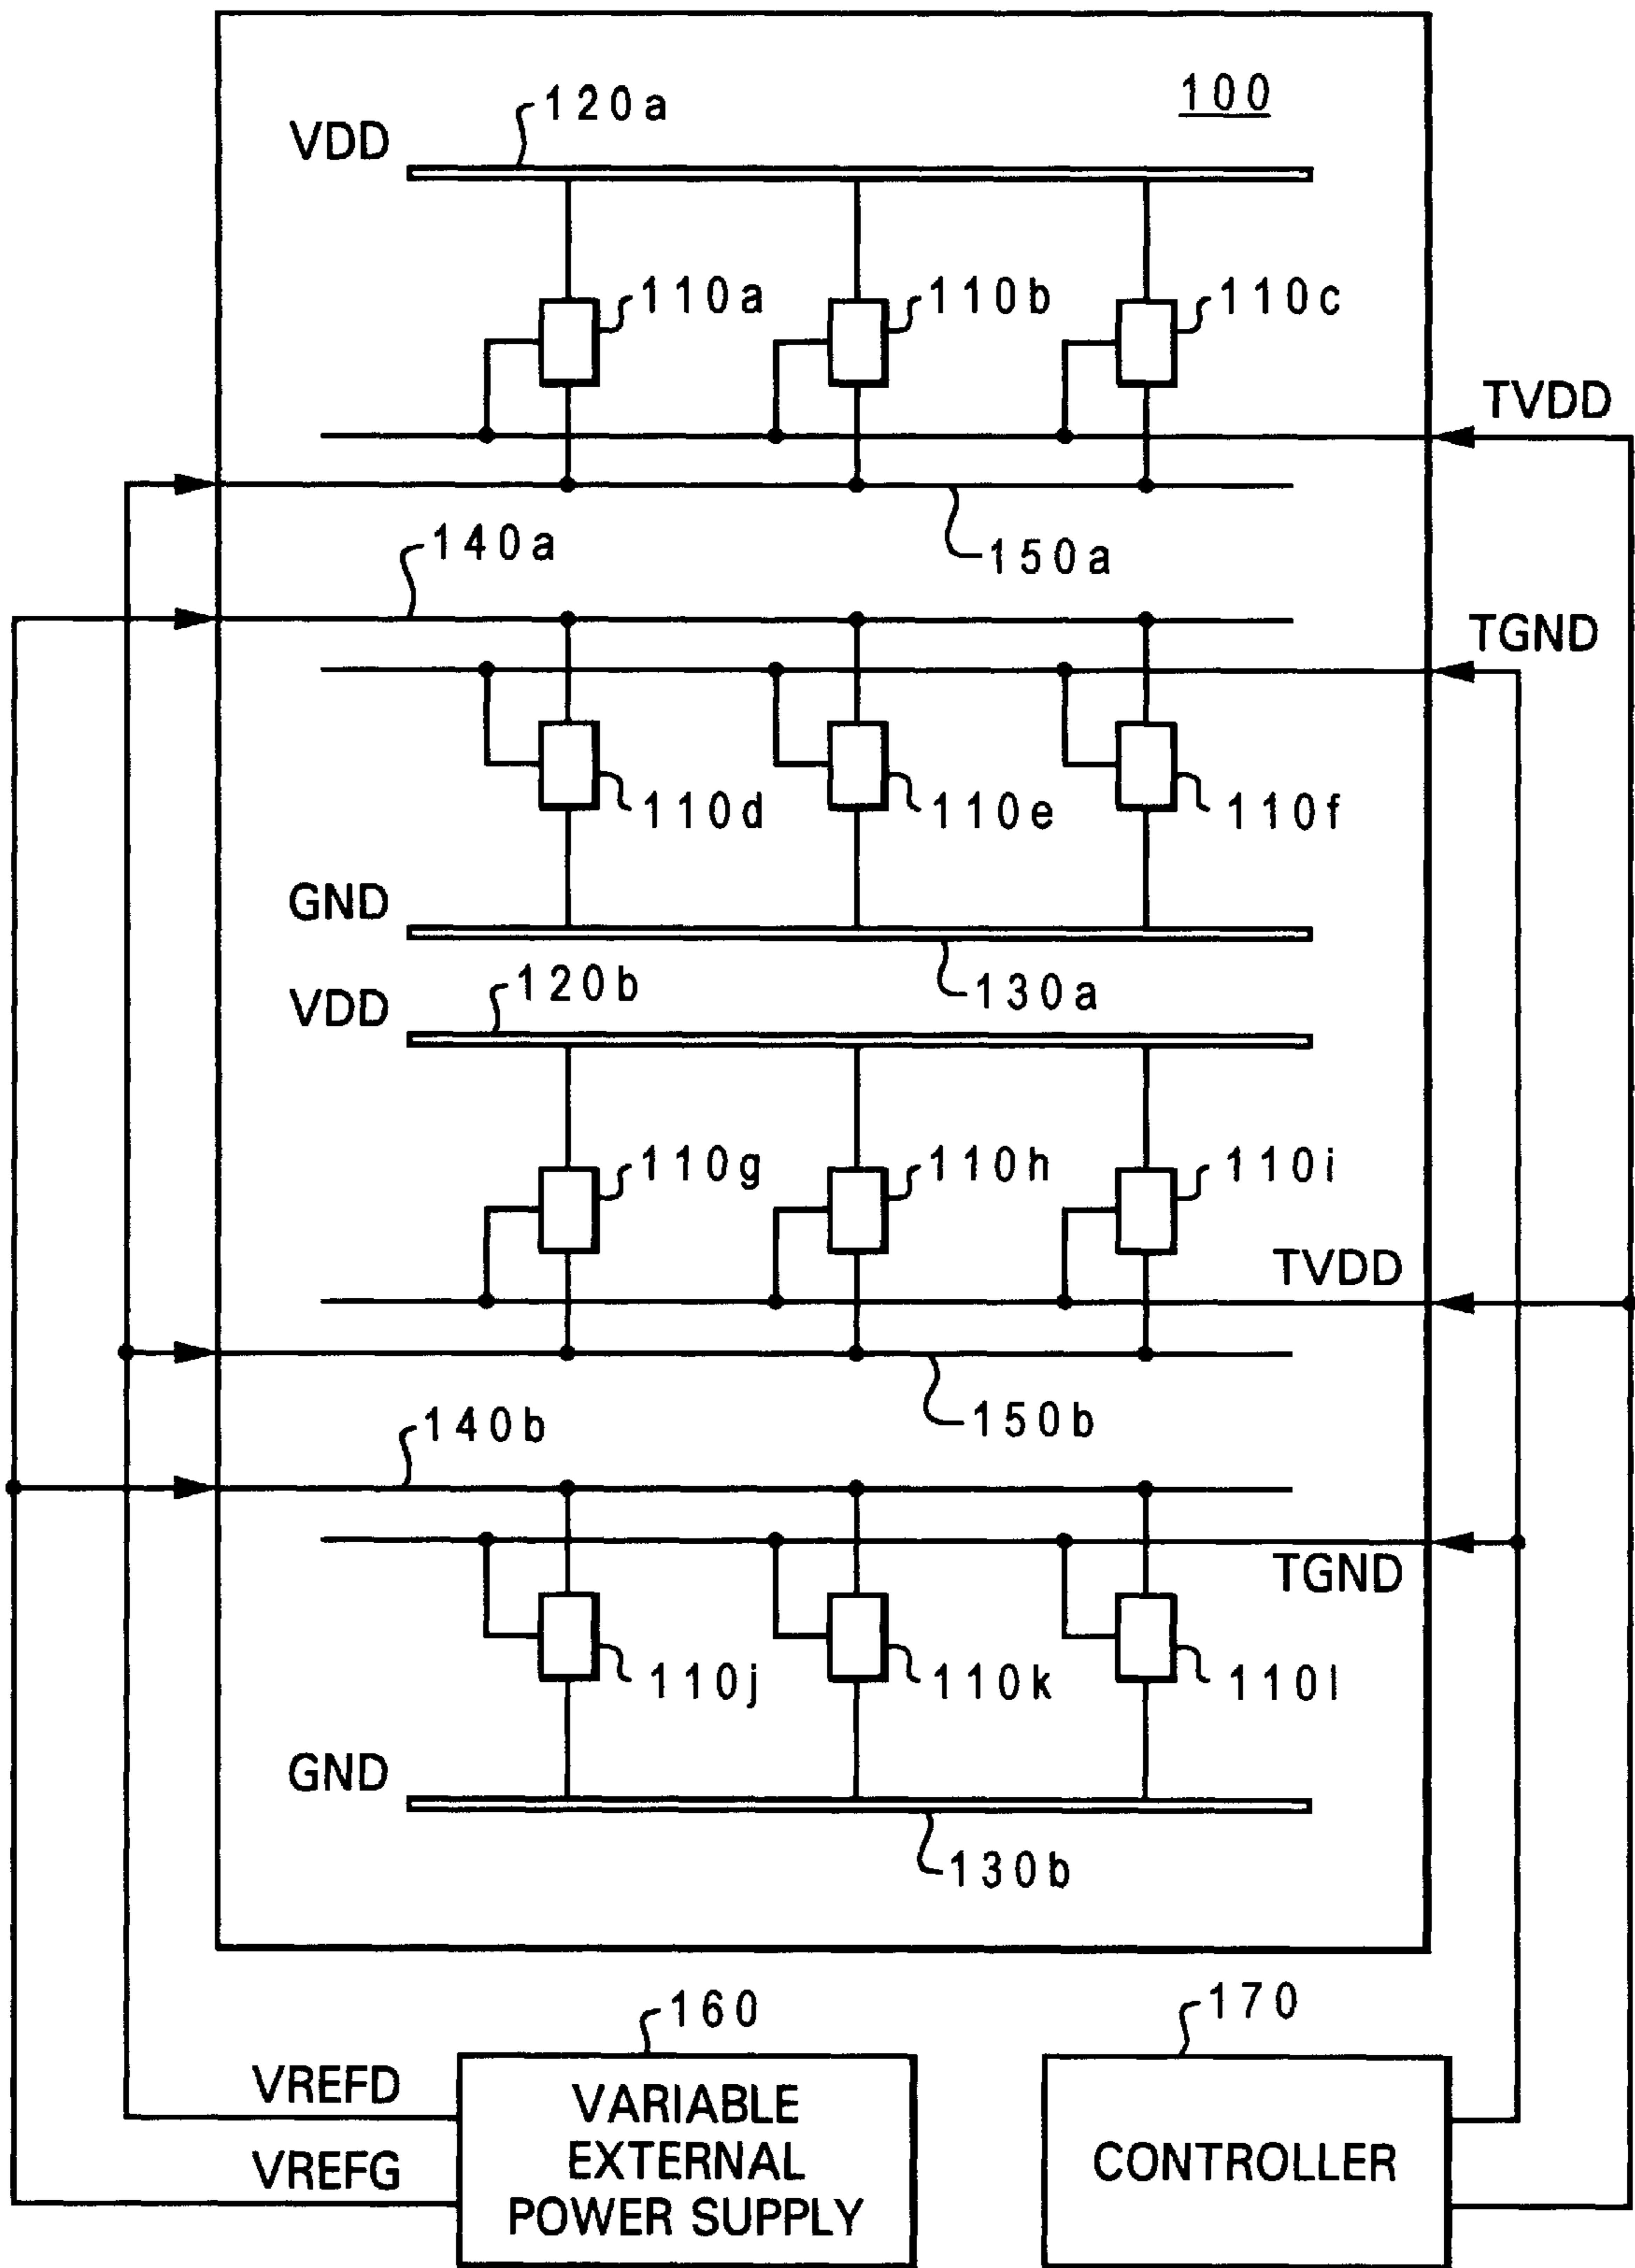 100
120a
VDD
110a 110b 110c
TVDD
140a
150a
TGND
110d 110e 110f
GND
120b
130a
VDD
110g 110h 110i
TVDD
140b
150b
TGND
110j 110k 110l
GND
130b
160
170
VREFD
VREFG
VARIABLE
EXTERNAL
POWER SUPPLY
CONTROLLER